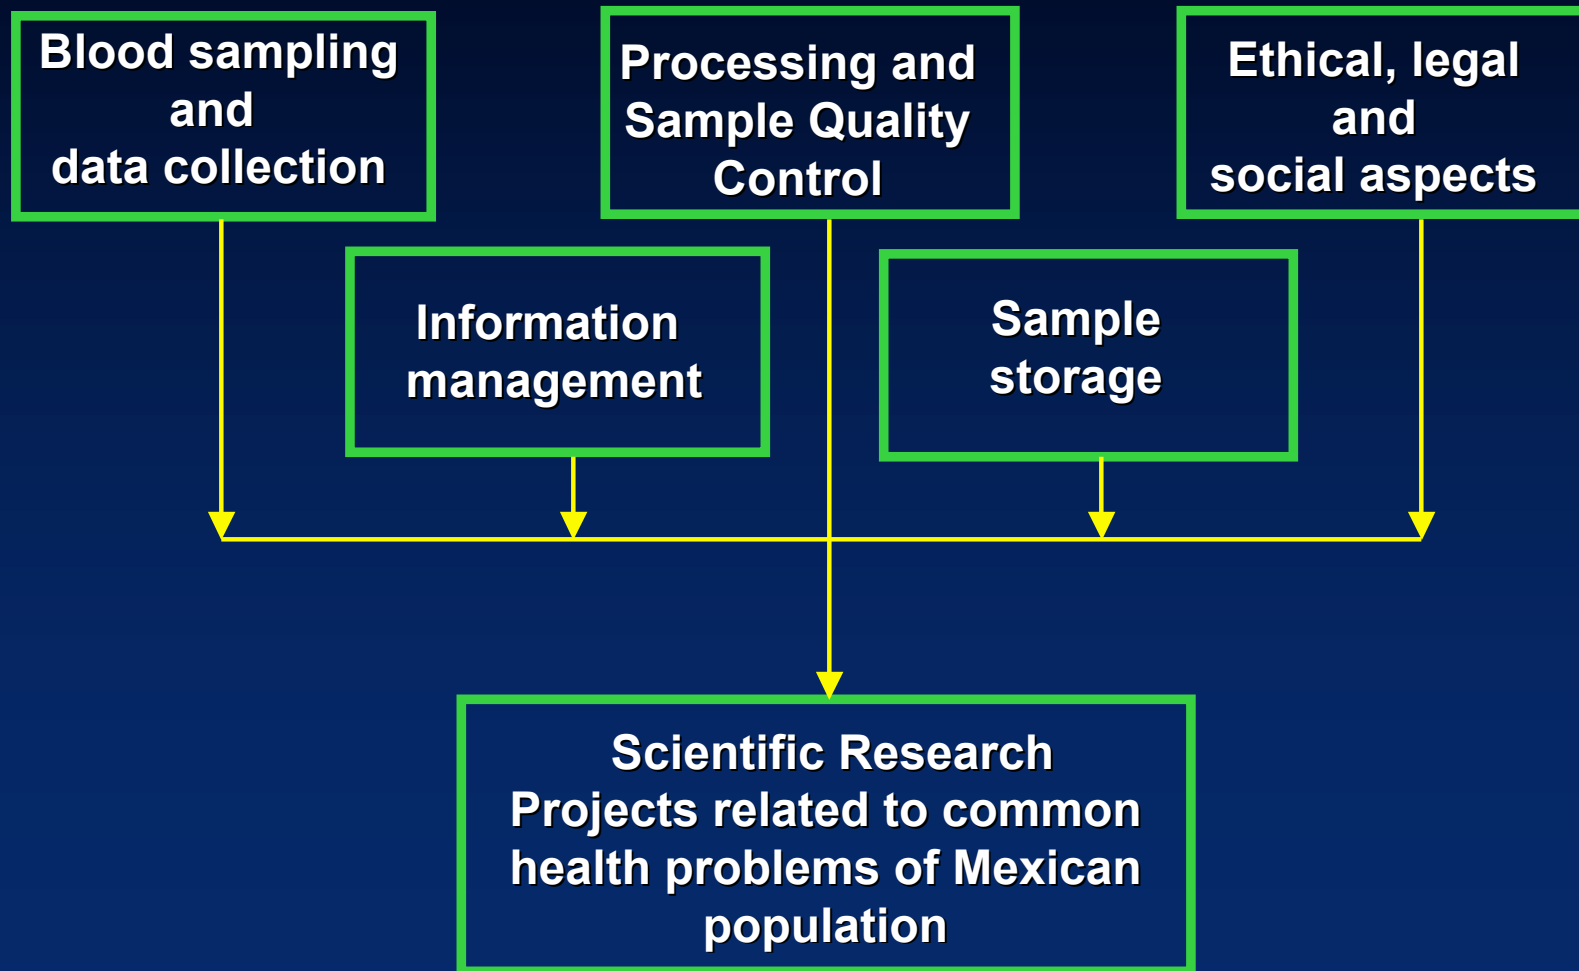 Blood sampling
and
data collection
Processing and
Sample Quality
Control
Ethical, legal
and
social aspects
Information
management
Sample
storage
Scientific Research
Projects related to common
health problems of Mexican
population